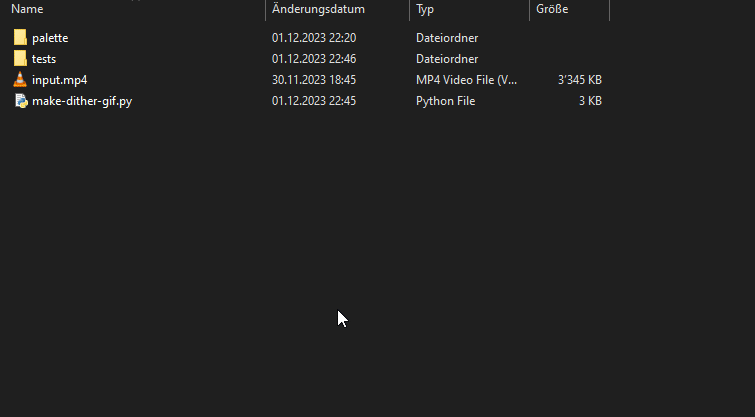 Name Änderungsdatum Typ Größe
palette 01.12.2023 22:20 Dateiordner
tests 01.12.2023 22:46 Dateiordner
input.mp4 30.11.2023 18:45 MP4 Video File (V... 3'345 KB
make-dither-gif.py 01.12.2023 22:45 Python File 3 KB